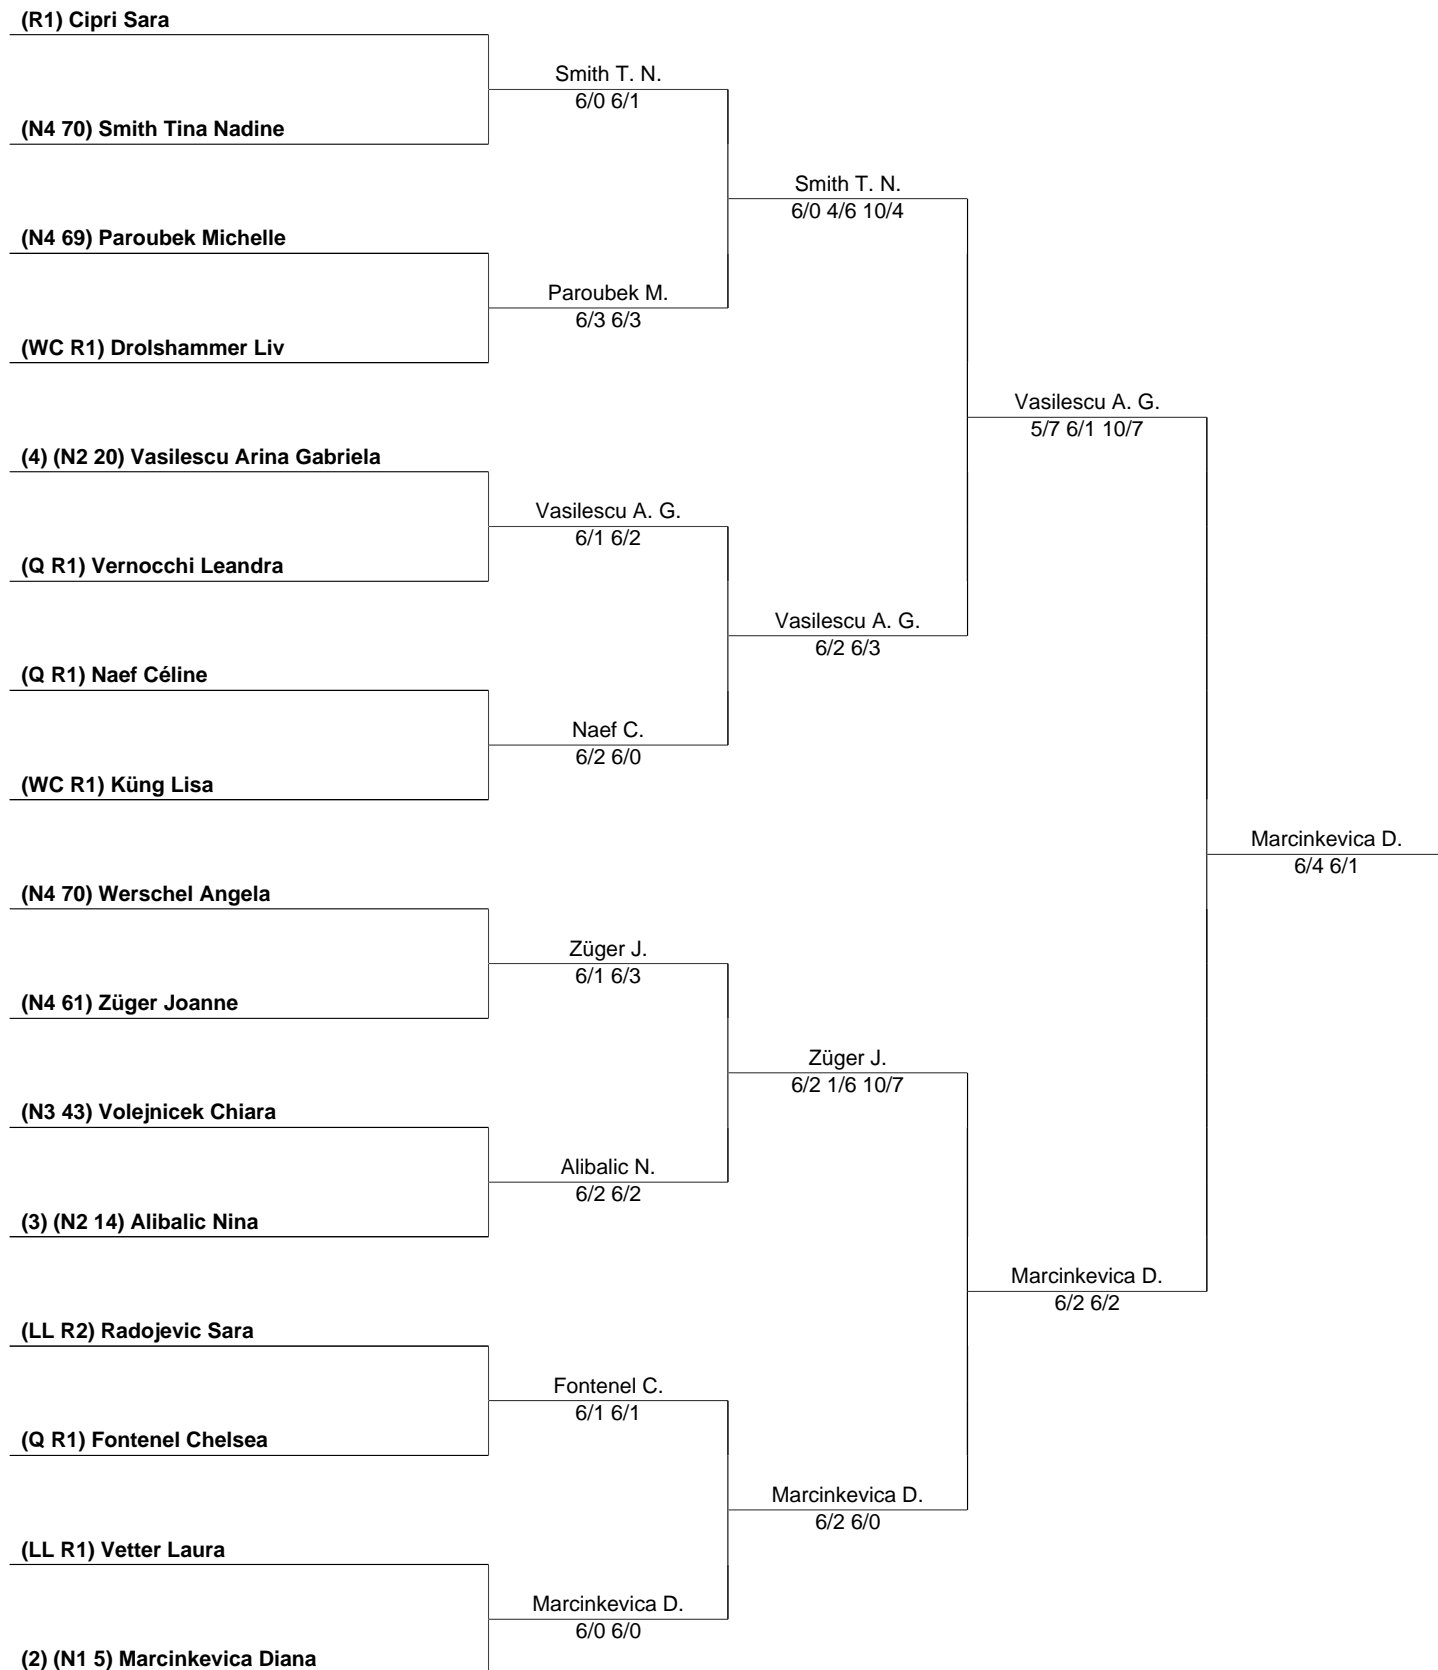 (R1) Cipri Sara
Smith T. N.
6/0 6/1
(N4 70) Smith Tina Nadine
Smith T. N.
6/0 4/6 10/4
(N4 69) Paroubek Michelle
Paroubek M.
6/3 6/3
(WC R1) Drolshammer Liv
Vasilescu A. G.
5/7 6/1 10/7
(4) (N2 20) Vasilescu Arina Gabriela
Vasilescu A. G.
6/1 6/2
(Q R1) Vernocchi Leandra
Vasilescu A. G.
6/2 6/3
(Q R1) Naef Céline
Naef C.
6/2 6/0
(WC R1) Küng Lisa
Marcinkevica D.
6/4 6/1
(N4 70) Werschel Angela
Züger J.
6/1 6/3
(N4 61) Züger Joanne
Züger J.
6/2 1/6 10/7
(N3 43) Volejnicek Chiara
Alibalic N.
6/2 6/2
(3) (N2 14) Alibalic Nina
Marcinkevica D.
6/2 6/2
(LL R2) Radojevic Sara
Fontenel C.
6/1 6/1
(Q R1) Fontenel Chelsea
Marcinkevica D.
6/2 6/0
(LL R1) Vetter Laura
Marcinkevica D.
6/0 6/0
(2) (N1 5) Marcinkevica Diana